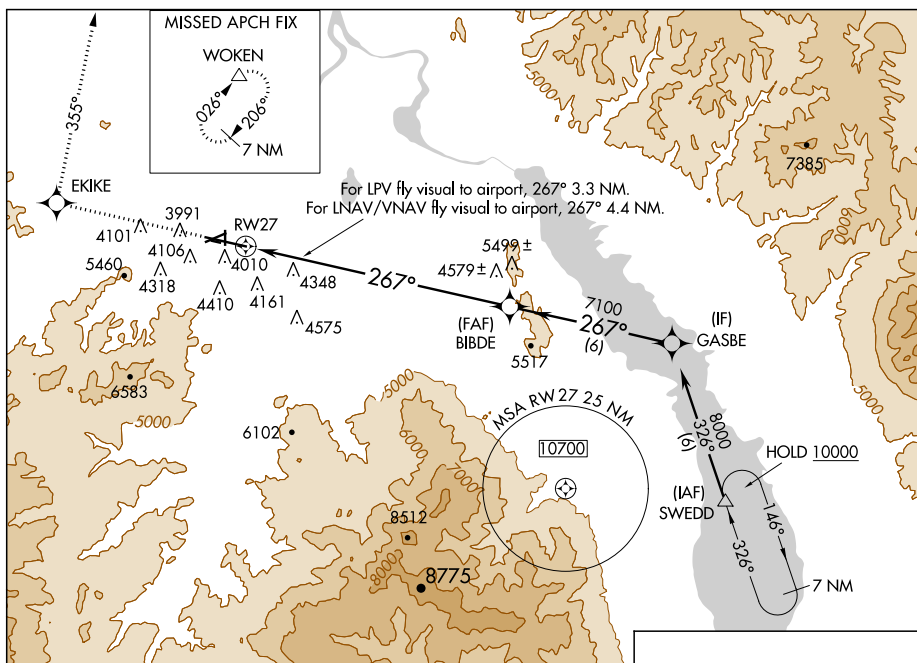 MISSED APCH FIX
WOKEN
026°
206°
7 NM
355°
EKIKE
5000
7385
6000
For LPV fly visual to airport, 267° 3.3 NM.
For LNAV/VNAV fly visual to airport, 267° 4.4 NM.
3991
RW27
4101
4106
5460
4318
4010
4348
4410
4161
4575
267°
5499 ±
4579 ±
(FAF)
BIBDE
7100
267°
(6)
5517
(IF)
GASBE
6583
5000
5000
6102
7000
MSA RW27 25 NM
10700
8000
326°
(6)
HOLD 10000
(IAF)
SWEDD
146°
326°
7 NM
8512
8000
8775